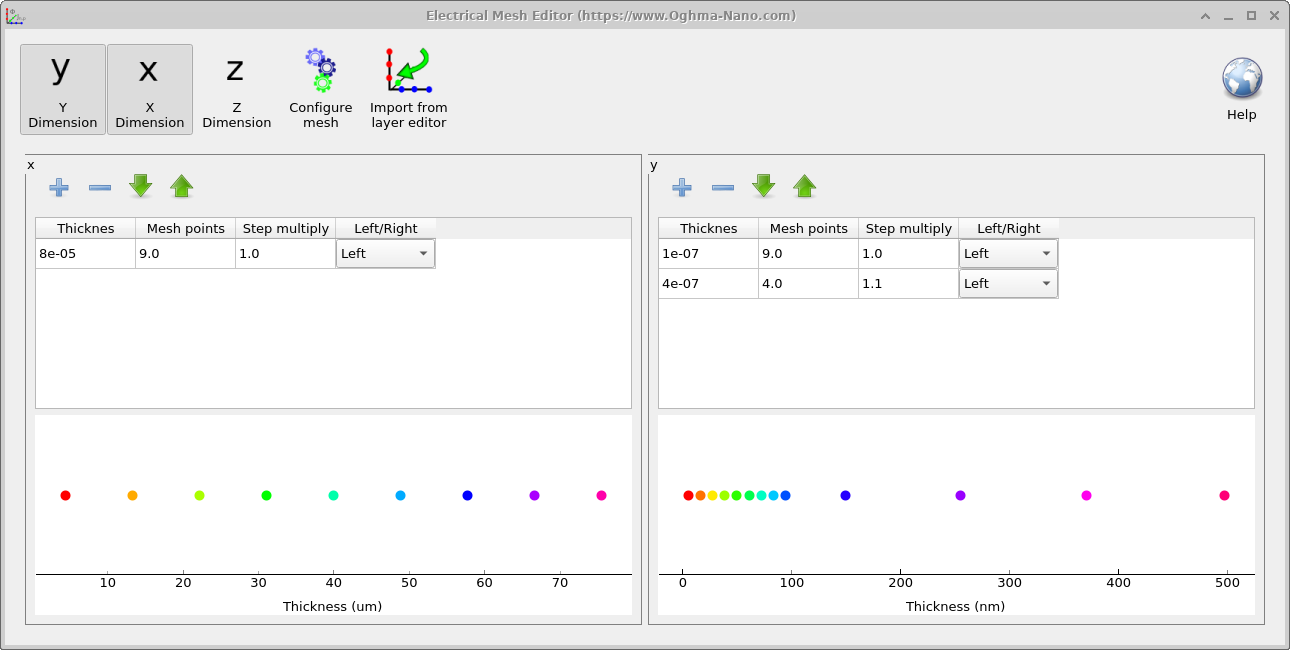 Electrical Mesh Editor (https://www.Oghma-Nano.com)
y
x
z
Y
Dimension
X
Dimension
Z
Dimension
Configure
mesh
Import from
layer editor
Help
x
Thicknes Mesh points Step multiply Left/Right
8e-05 9.0 1.0 Left
10 20 30 40 50 60 70
Thickness (um)
y
Thicknes Mesh points Step multiply Left/Right
1e-07 9.0 1.0 Left
4e-07 4.0 1.1 Left
0 100 200 300 400 500
Thickness (nm)